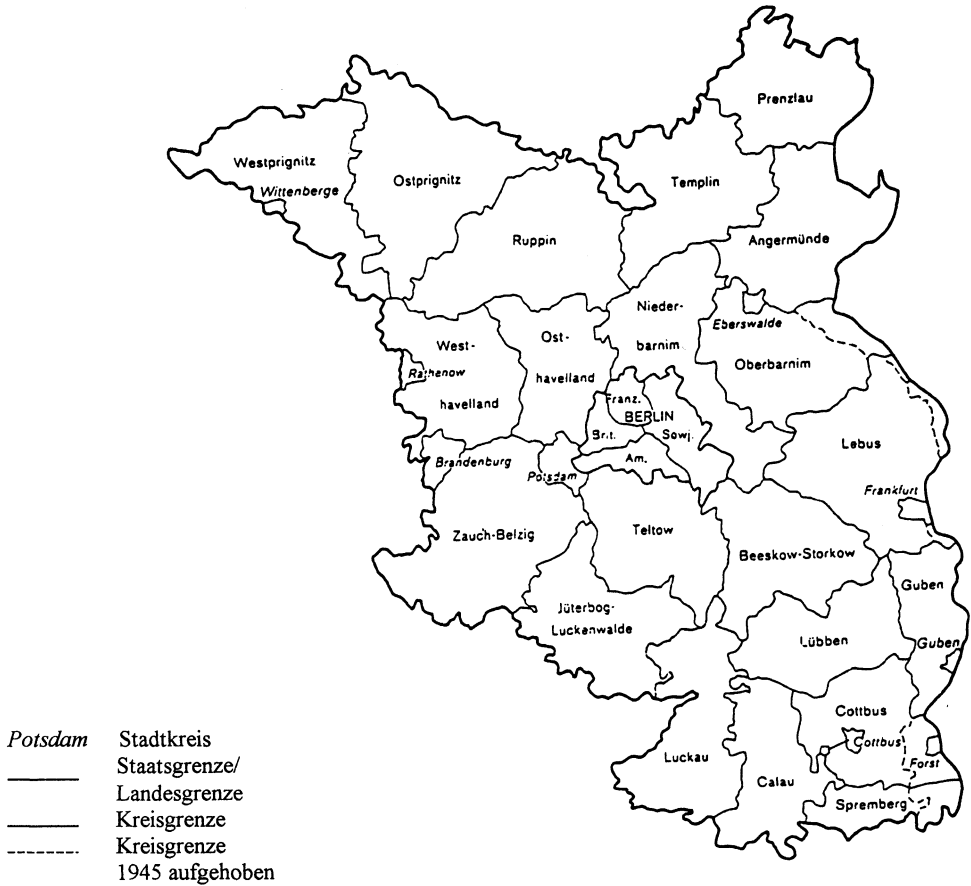 Prenzlau
Westprignitz
Wittenberge
Ostprignitz
Templin
Ruppin
Angermünde
Nieder-
barnim
Eberswalde
Oberbarnim
West-
havelland
Rathenow
Ost-
havelland
Franz.
BERLIN
Brit.
Sowj.
Am.
Lebus
Brandenburg
Potsdam
Frankfurt
Zauch-Belzig
Teltow
Beeskow-Storkow
Guben
Jüterbog-
Luckenwalde
Lübben
Guben
Cottbus
Cottbus
Forst
Luckau
Calau
Spremberg
Potsdam Stadtkreis
Staatsgrenze/
Landesgrenze
Kreisgrenze
Kreisgrenze
1945 aufgehoben